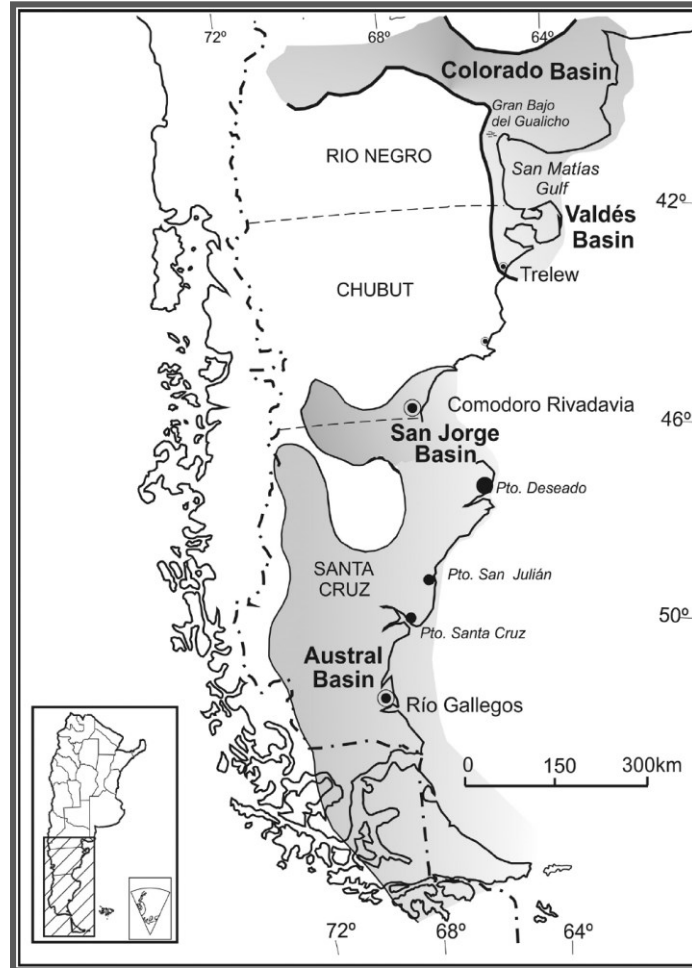 72º
68º
64º
Colorado Basin
Gran Bajo
del Gualicho
RIO NEGRO
San Matías
Gulf
42º
Valdés
Basin
Trelew
CHUBUT
Comodoro Rivadavia
46º
San Jorge
Basin
Pto. Deseado
SANTA
CRUZ
Pto. San Julián
50º
Pto. Santa Cruz
Austral
Basin
Río Gallegos
0 150 300km
72º
68º
64º